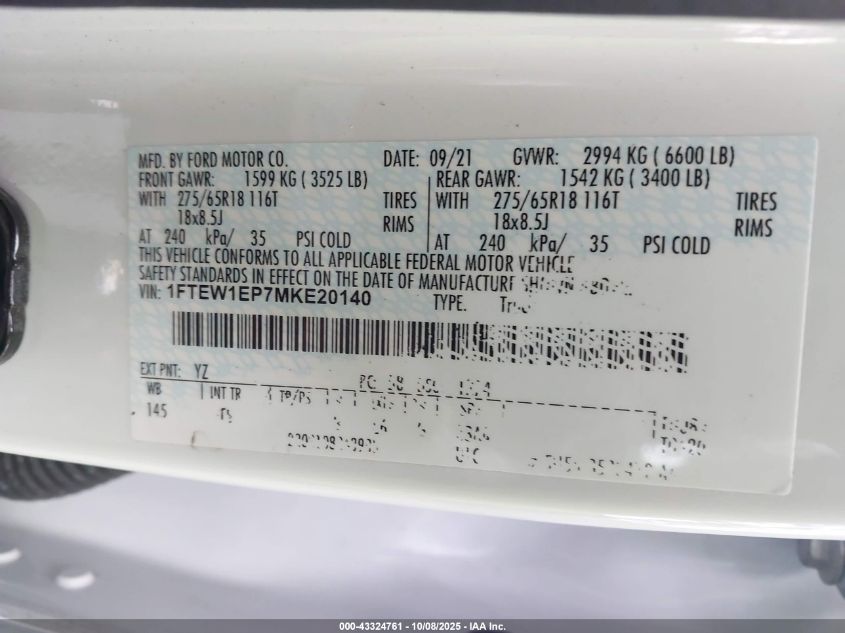 MFD. BY FORD MOTOR CO. DATE: 09/21 GVWR: 2994 KG ( 6600 LB)
FRONT GAWR: 1599 KG ( 3525 LB) REAR GAWR: 1542 KG ( 3400 LB)
WITH 275/65R18 116T TIRES WITH 275/65R18 116T TIRES
18x8.5J RIMS 18x8.5J RIMS
AT 240 kPa/ 35 PSI COLD AT 240 kPa/ 35 PSI COLD
THIS VEHICLE CONFORMS TO ALL APPLICABLE FEDERAL MOTOR VEHICLE
SAFETY STANDARDS IN EFFECT ON THE DATE OF MANUFACTURE
VIN: 1FTEW1EP7MKE20140 TYPE:
EXT PNT: YZ
WB INT TR TP/PS
145
000-43324761 | 10/08/2025 - IAA Inc.